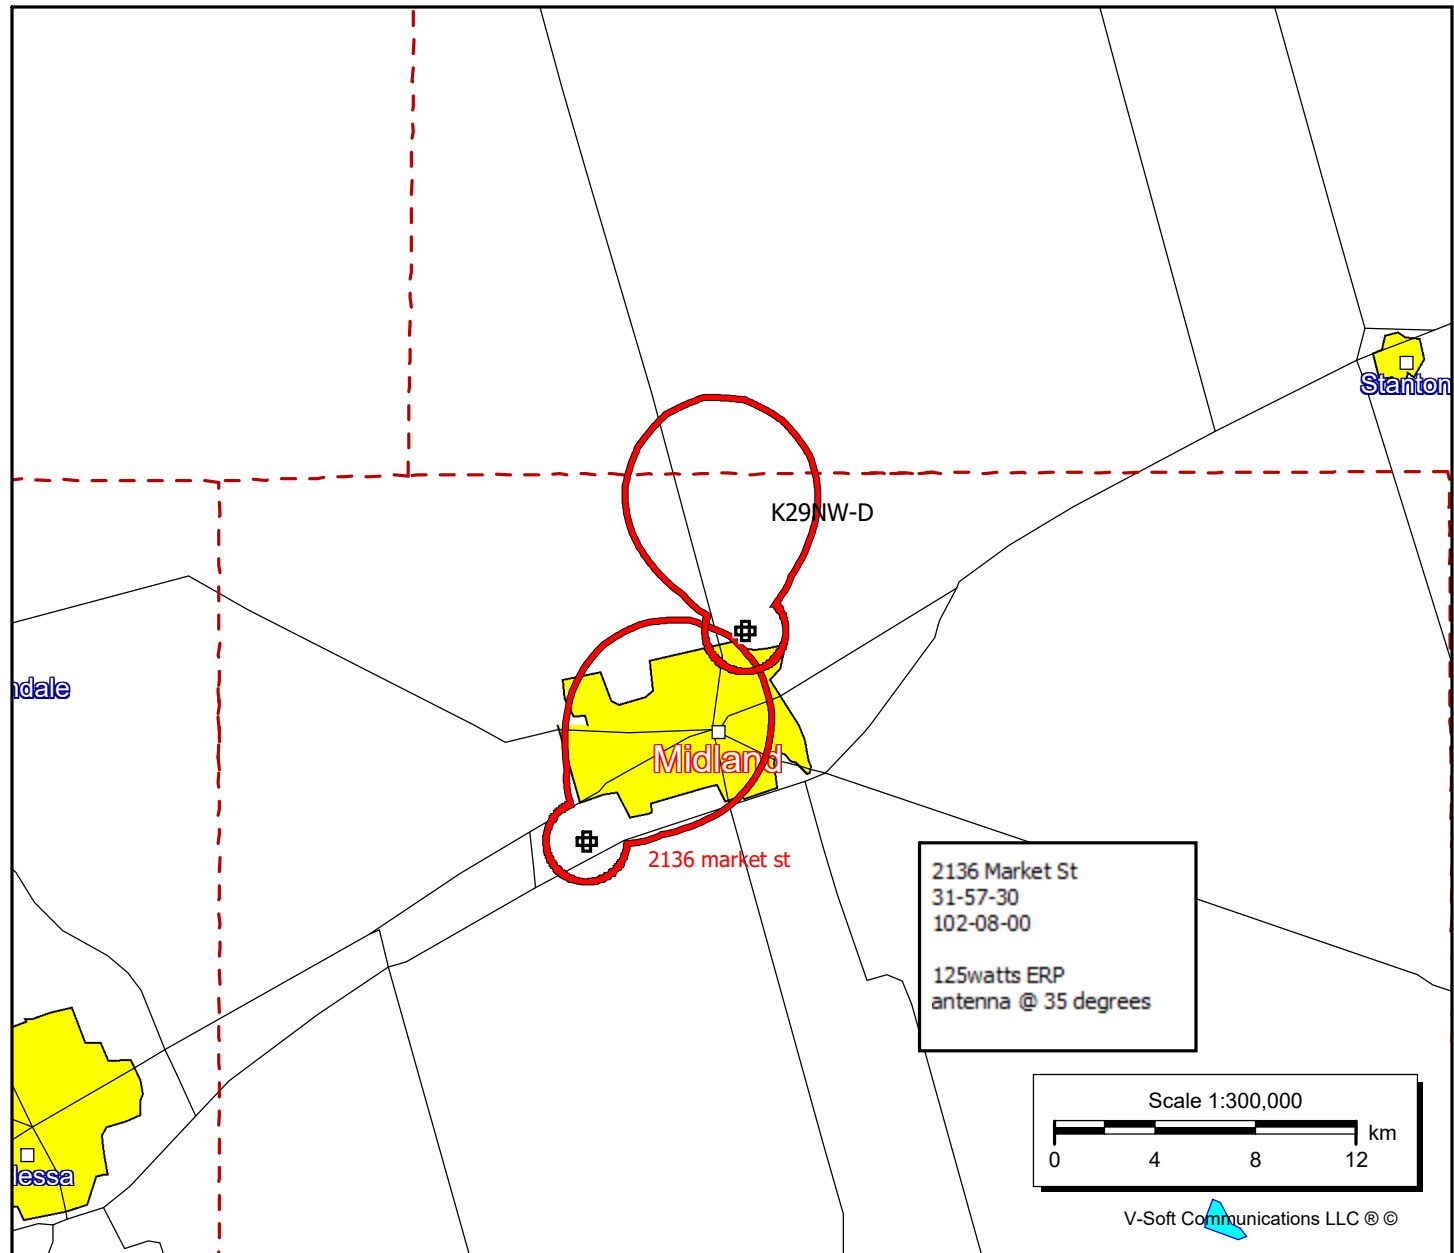 Stanton
K29NW-D
ndale
Midland
2136 market st
2136 Market St
31-57-30
102-08-00
125watts ERP
antenna @ 35 degrees
Scale 1:300,000
km
0 4 8 12
lessa
V-Soft Communications LLC ® ©